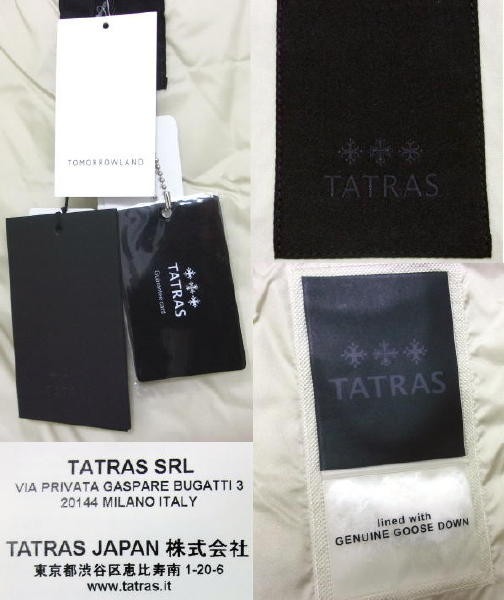 TOMORROWLAND
TATRAS
Guarantee card
TATRAS
TATRAS
lined with
GENUINE GOOSE DOWN
TATRAS SRL
VIA PRIVATA GASPARE BUGATTI 3
20144 MILANO ITALY
TATRAS JAPAN 株式会社
東京都渋谷区恵比寿南 1-20-6
www.tatras.it